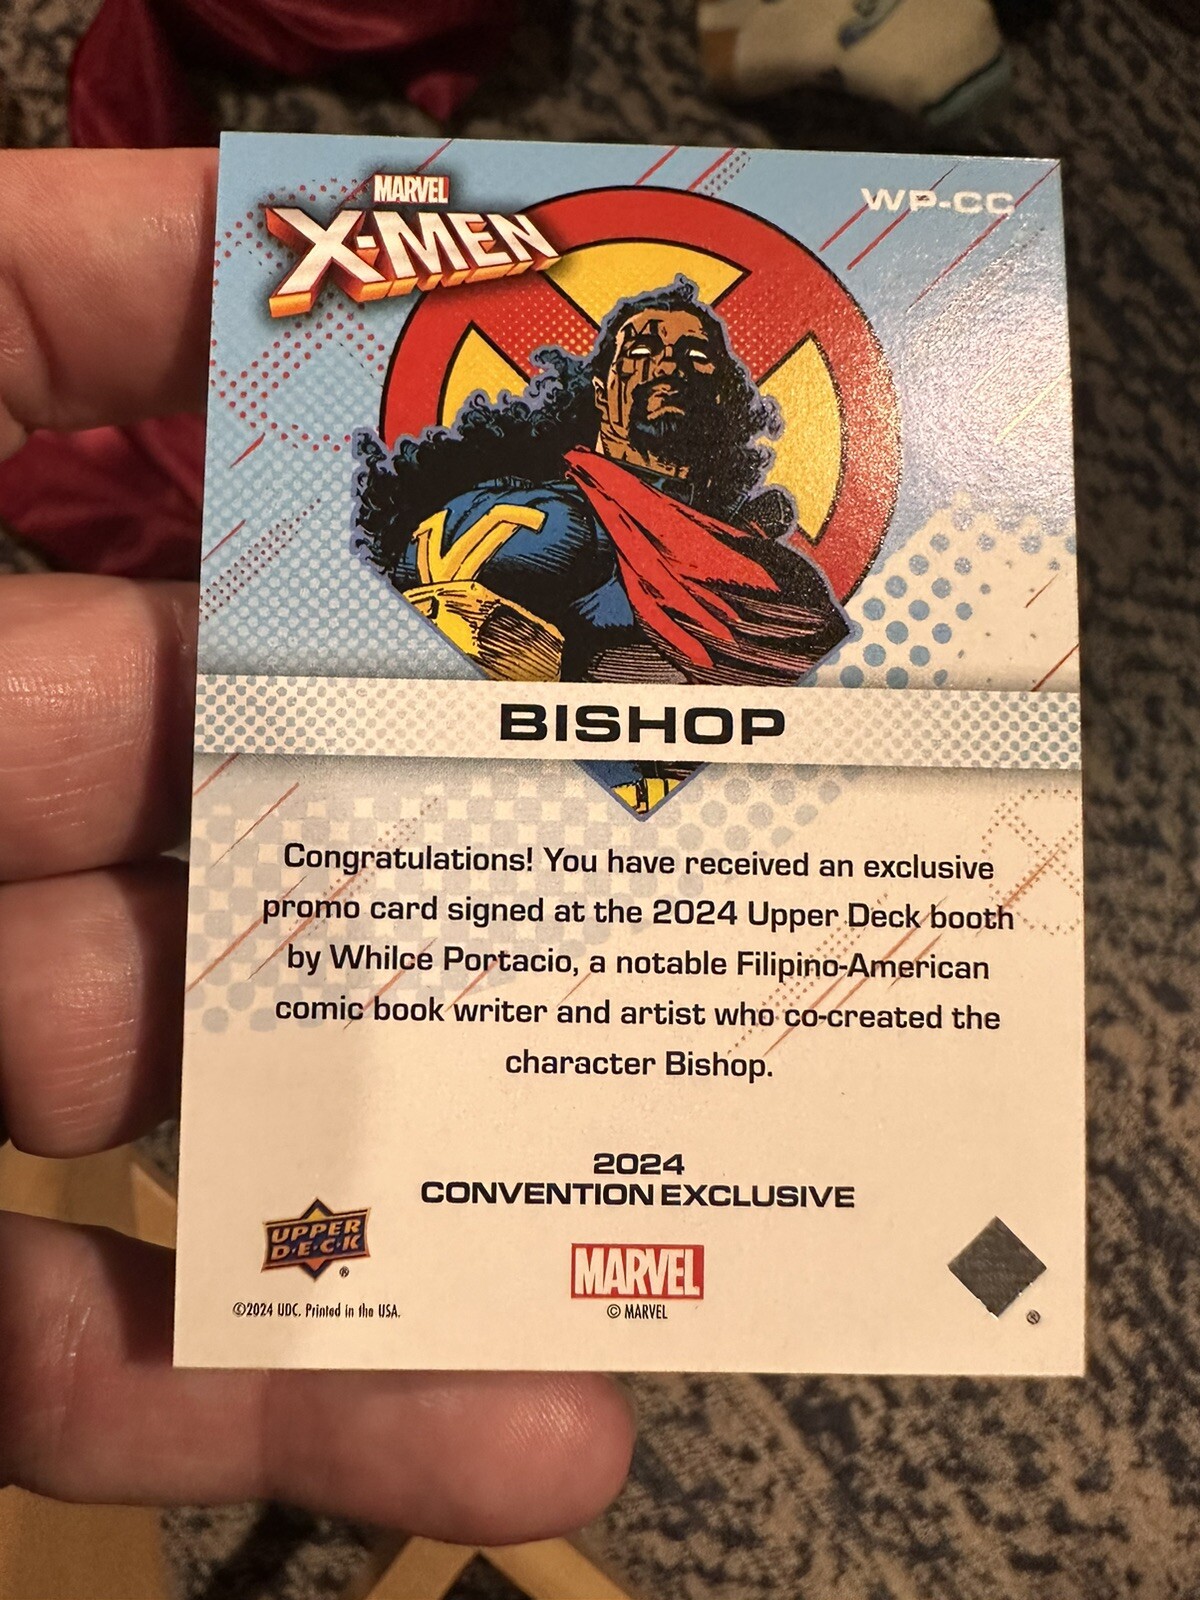 MARVEL
X-MEN
WP-CC
BISHOP
Congratulations! You have received an exclusive
promo card signed at the 2024 Upper Deck booth
by Whilce Portacio, a notable Filipino-American
comic book writer and artist who co-created the
character Bishop.
2024
CONVENTION EXCLUSIVE
UPPER
D·E·C·K
®
MARVEL
©2024 UDC. Printed in the USA.
© MARVEL
®